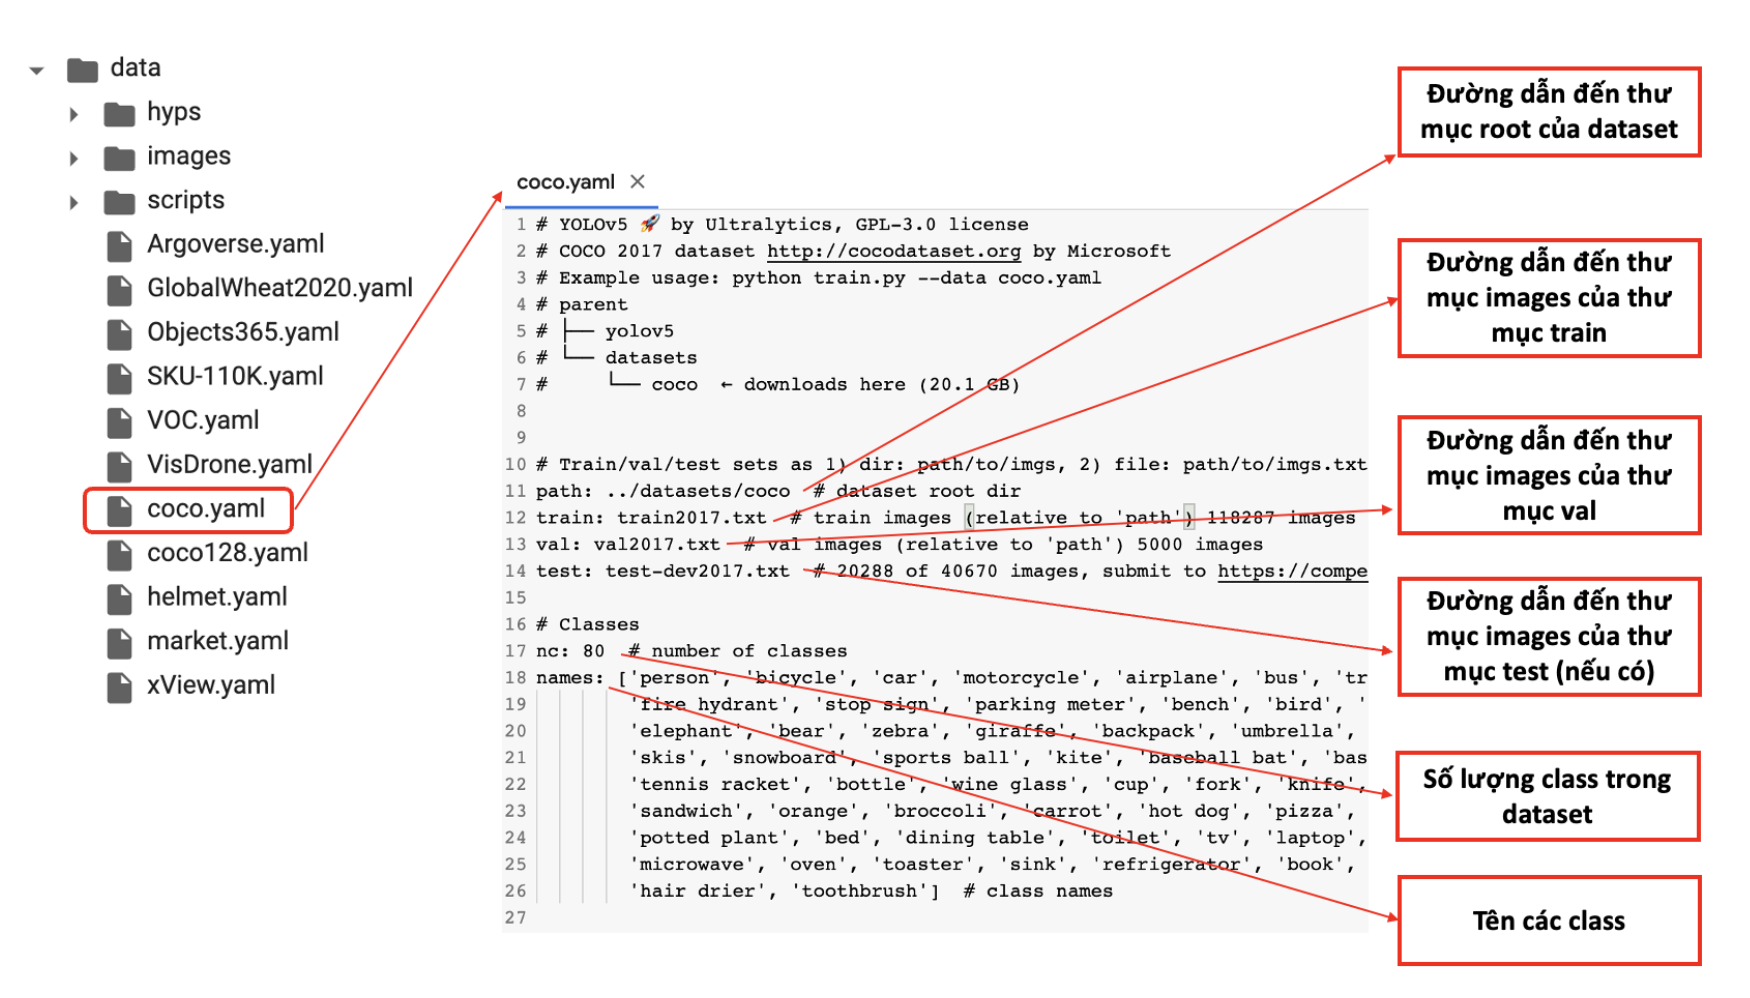 data
hyps
images
scripts
Argoverse.yaml
GlobalWheat2020.yaml
Objects365.yaml
SKU-110K.yaml
VOC.yaml
VisDrone.yaml
coco.yaml
coco128.yaml
helmet.yaml
market.yaml
xView.yaml
coco.yaml ×
1 # YOLOv5 🚀 by Ultralytics, GPL-3.0 license
2 # COCO 2017 dataset http://cocodataset.org by Microsoft
3 # Example usage: python train.py --data coco.yaml
4 # parent
5 # ├── yolov5
6 # └── datasets
7 #     └── coco  ← downloads here (20.1 GB)
8
9
10 # Train/val/test sets as 1) dir: path/to/imgs, 2) file: path/to/imgs.txt
11 path: ../datasets/coco  # dataset root dir
12 train: train2017.txt  # train images (relative to 'path') 118287 images
13 val: val2017.txt  # val images (relative to 'path') 5000 images
14 test: test-dev2017.txt  # 20288 of 40670 images, submit to https://compe
15
16 # Classes
17 nc: 80  # number of classes
18 names: ['person', 'bicycle', 'car', 'motorcycle', 'airplane', 'bus', 'tr
19 'fire hydrant', 'stop sign', 'parking meter', 'bench', 'bird', '
20 'elephant', 'bear', 'zebra', 'giraffe', 'backpack', 'umbrella',
21 'skis', 'snowboard', 'sports ball', 'kite', 'baseball bat', 'bas
22 'tennis racket', 'bottle', 'wine glass', 'cup', 'fork', 'knife',
23 'sandwich', 'orange', 'broccoli', 'carrot', 'hot dog', 'pizza',
24 'potted plant', 'bed', 'dining table', 'toilet', 'tv', 'laptop',
25 'microwave', 'oven', 'toaster', 'sink', 'refrigerator', 'book',
26 'hair drier', 'toothbrush']  # class names
27
Đường dẫn đến thư
mục root của dataset
Đường dẫn đến thư
mục images của thư
mục train
Đường dẫn đến thư
mục images của thư
mục val
Đường dẫn đến thư
mục images của thư
mục test (nếu có)
Số lượng class trong
dataset
Tên các class